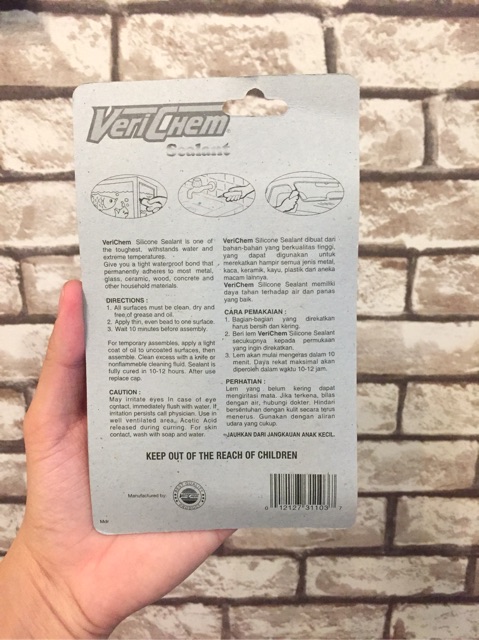 VeriChem
Sealant
VeriChem Silicone Sealant is one of
the toughest, withstands water and
extreme temperatures.
Give you a tight waterproof bond that
permanently adheres to most metal,
glass, ceramic, wood, concrete and
other household materials.
DIRECTIONS :
1. All surfaces must be clean, dry and
free,of grease and oil.
2. Apply thin, even bead to one surface.
3. Wait 10 minutes before assembly.
For temporary assembles, apply a light
coat of oil to uncoated surfaces, then
assemble. Clean excess with a knife or
nonflammable cleaning fluid. Sealant is
fully cured in 10-12 hours. After use
replace cap.
CAUTION :
May irritate eyes In case of eye
contact, immediately flush with water, If
irritation persists cell physician. Use in
well ventilated area,, Acetic Acid
released during curring. For skin
contact, wash with soap and water.
VeriChem Silicone Sealant dibuat dari
bahan-bahan yang berkualitas tinggi,
yang dapat digunakan untuk
merekatkan hampir semua jenis metal,
kaca, keramik, kayu, plastik dan aneka
macam lainnya.
VeriChem Silicone Sealant memiliki
daya tahan terhadap air dan panas
yang baik.
CARA PEMAKAIAN :
1. Bagian-bagian yang direkatkan
harus bersih dan kering.
2. Beri lem VeriChem Silicone Sealant
secukupnya kepada permukaan
yang ingin direkatkan.
3. Lem akan mulai mengeras dalam 10
menit. Daya rekat maksimal akan
diperoleh dalam waktu 10-12 jam.
PERHATIAN :
Lem yang belum kering dapat
mengiritasi mata. Jika terkena, bilas
dengan air, hubungi dokter. Hindari
bersentuhan dengan kulit secara terus
menerus. Gunakan dengan aliran
udara yang cukup.
JAUHKAN DARI JANGKAUAN ANAK KECIL.
KEEP OUT OF THE REACH OF CHILDREN
Manufactured by:
0 12127 31103 7